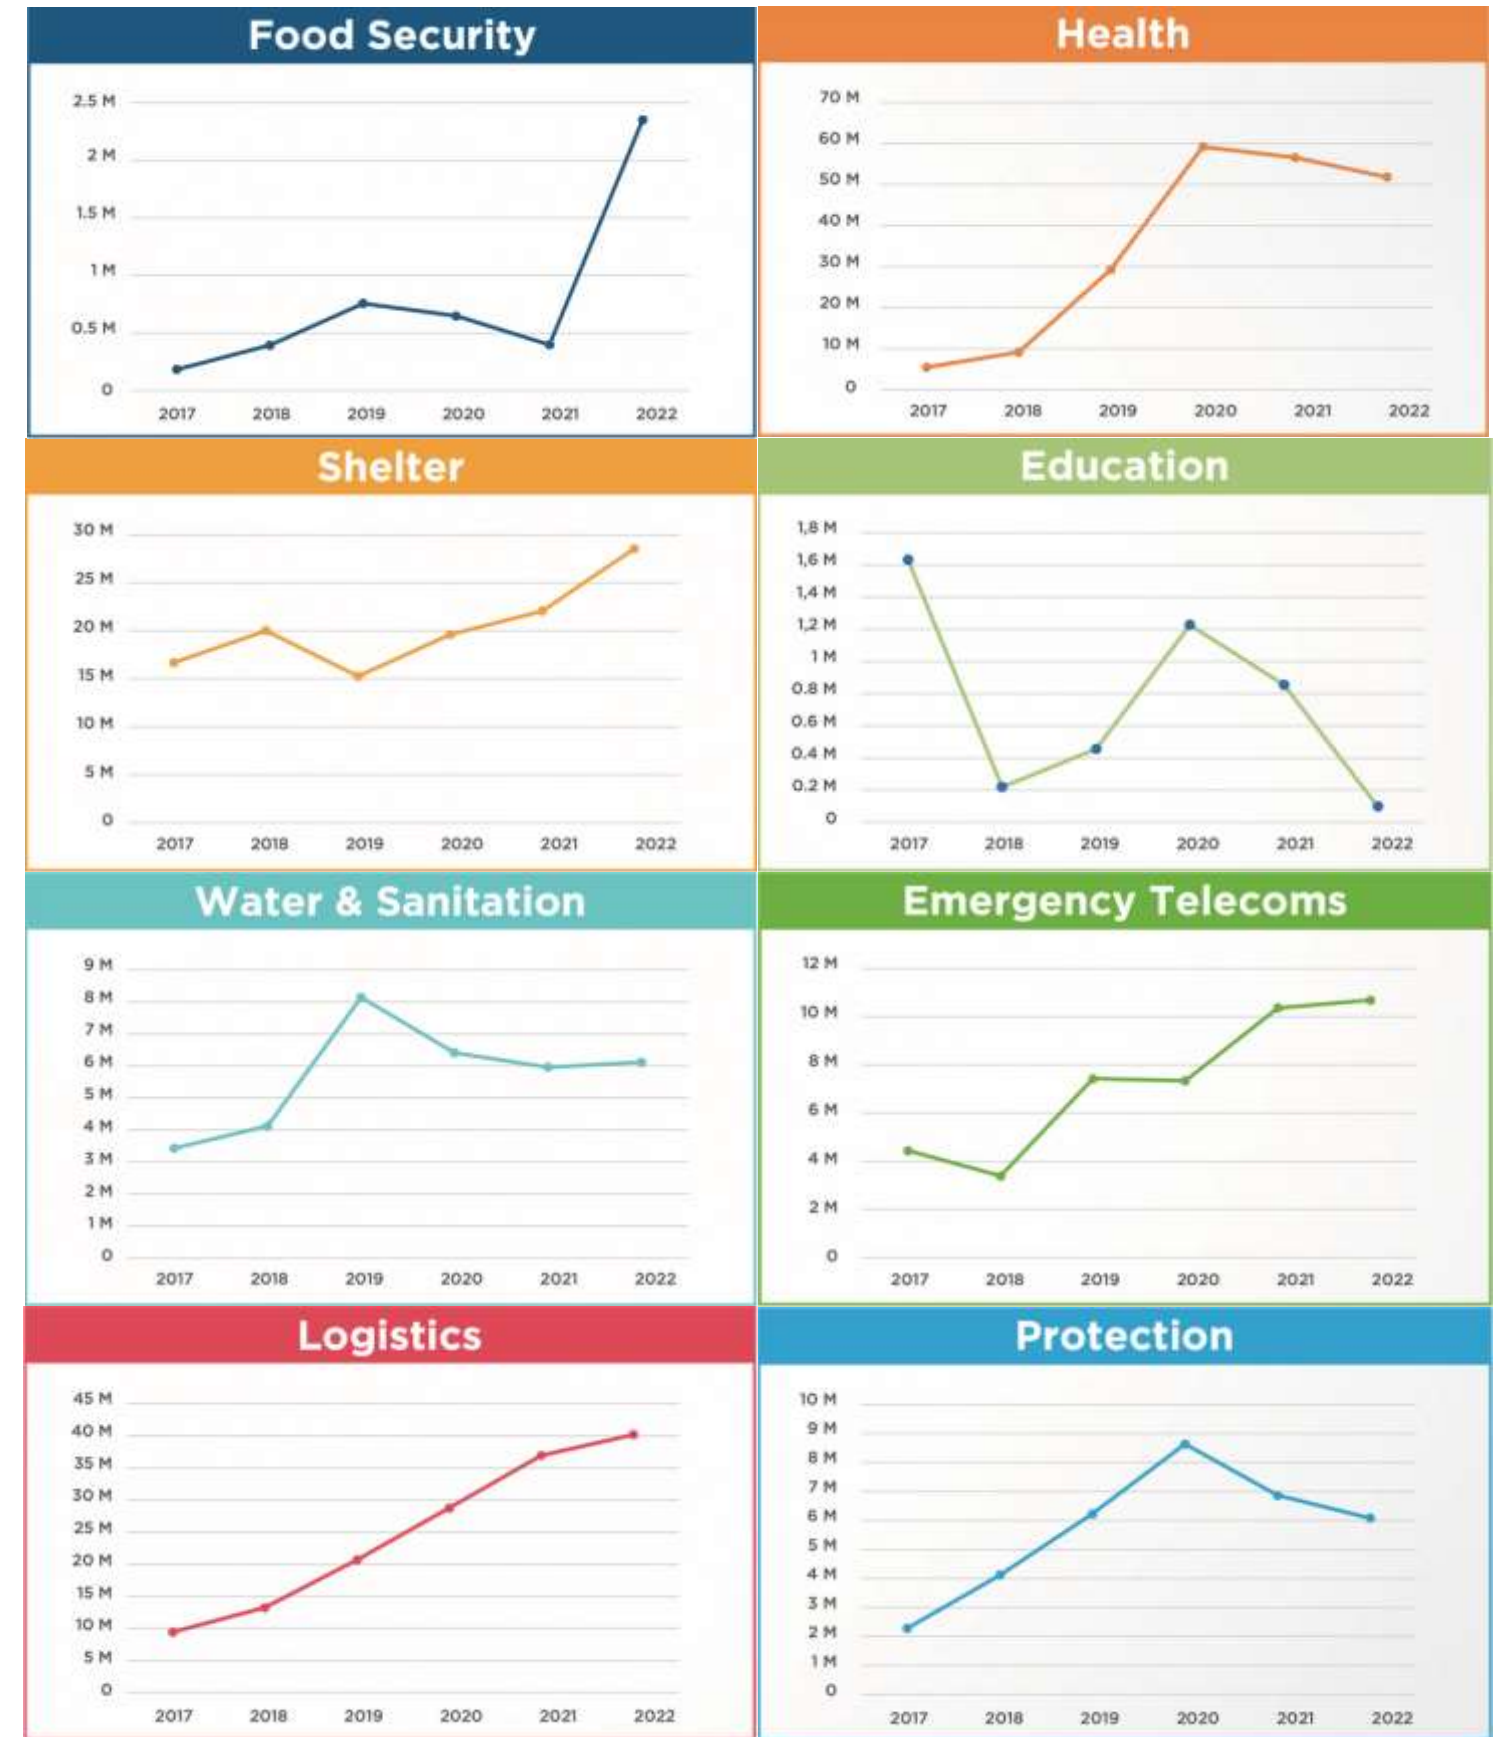 Food Security
2.5 M
2 M
1.5 M
1 M
0.5 M
0
2017 2018 2019 2020 2021 2022
Health
70 M
60 M
50 M
40 M
30 M
20 M
10 M
0
2017 2018 2019 2020 2021 2022
Shelter
30 M
25 M
20 M
15 M
10 M
5 M
0
2017 2018 2019 2020 2021 2022
Education
1,8 M
1,6 M
1,4 M
1,2 M
1 M
0.8 M
0.6 M
0.4 M
0.2 M
0
2017 2018 2019 2020 2021 2022
Water & Sanitation
9 M
8 M
7 M
6 M
5 M
4 M
3 M
2 M
1 M
0
2017 2018 2019 2020 2021 2022
Emergency Telecoms
12 M
10 M
8 M
6 M
4 M
2 M
0
2017 2018 2019 2020 2021 2022
Logistics
45 M
40 M
35 M
30 M
25 M
20 M
15 M
10 M
5 M
0
2017 2018 2019 2020 2021 2022
Protection
10 M
9 M
8 M
7 M
6 M
5 M
4 M
3 M
2 M
1 M
0
2017 2018 2019 2020 2021 2022